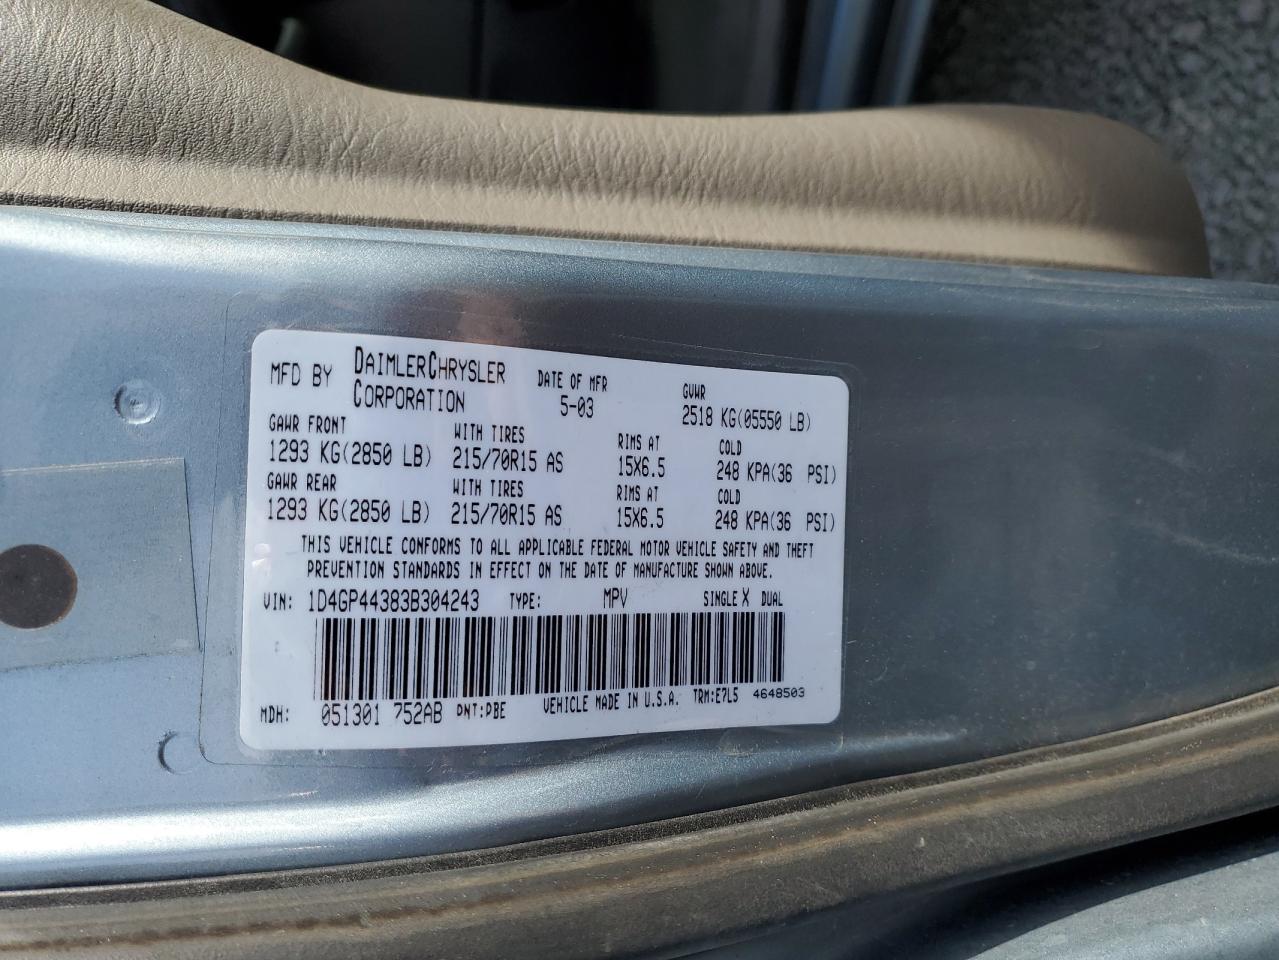 MFD BY DAIMLERCHRYSLER CORPORATION DATE OF MFR 5-03 GVWR 2518 KG(05550 LB)
GAWR FRONT WITH TIRES RIMS AT COLD
1293 KG(2850 LB) 215/70R15 AS 15X6.5 248 KPA(36 PSI)
GAWR REAR WITH TIRES RIMS AT COLD
1293 KG(2850 LB) 215/70R15 AS 15X6.5 248 KPA(36 PSI)
THIS VEHICLE CONFORMS TO ALL APPLICABLE FEDERAL MOTOR VEHICLE SAFETY AND THEFT
PREVENTION STANDARDS IN EFFECT ON THE DATE OF MANUFACTURE SHOWN ABOVE.
VIN: 1D4GP44383B304243 TYPE: MPV SINGLE X DUAL
MDH: 051301 752AB PNT:PBE VEHICLE MADE IN U.S.A. TRM:E7L5 4648503